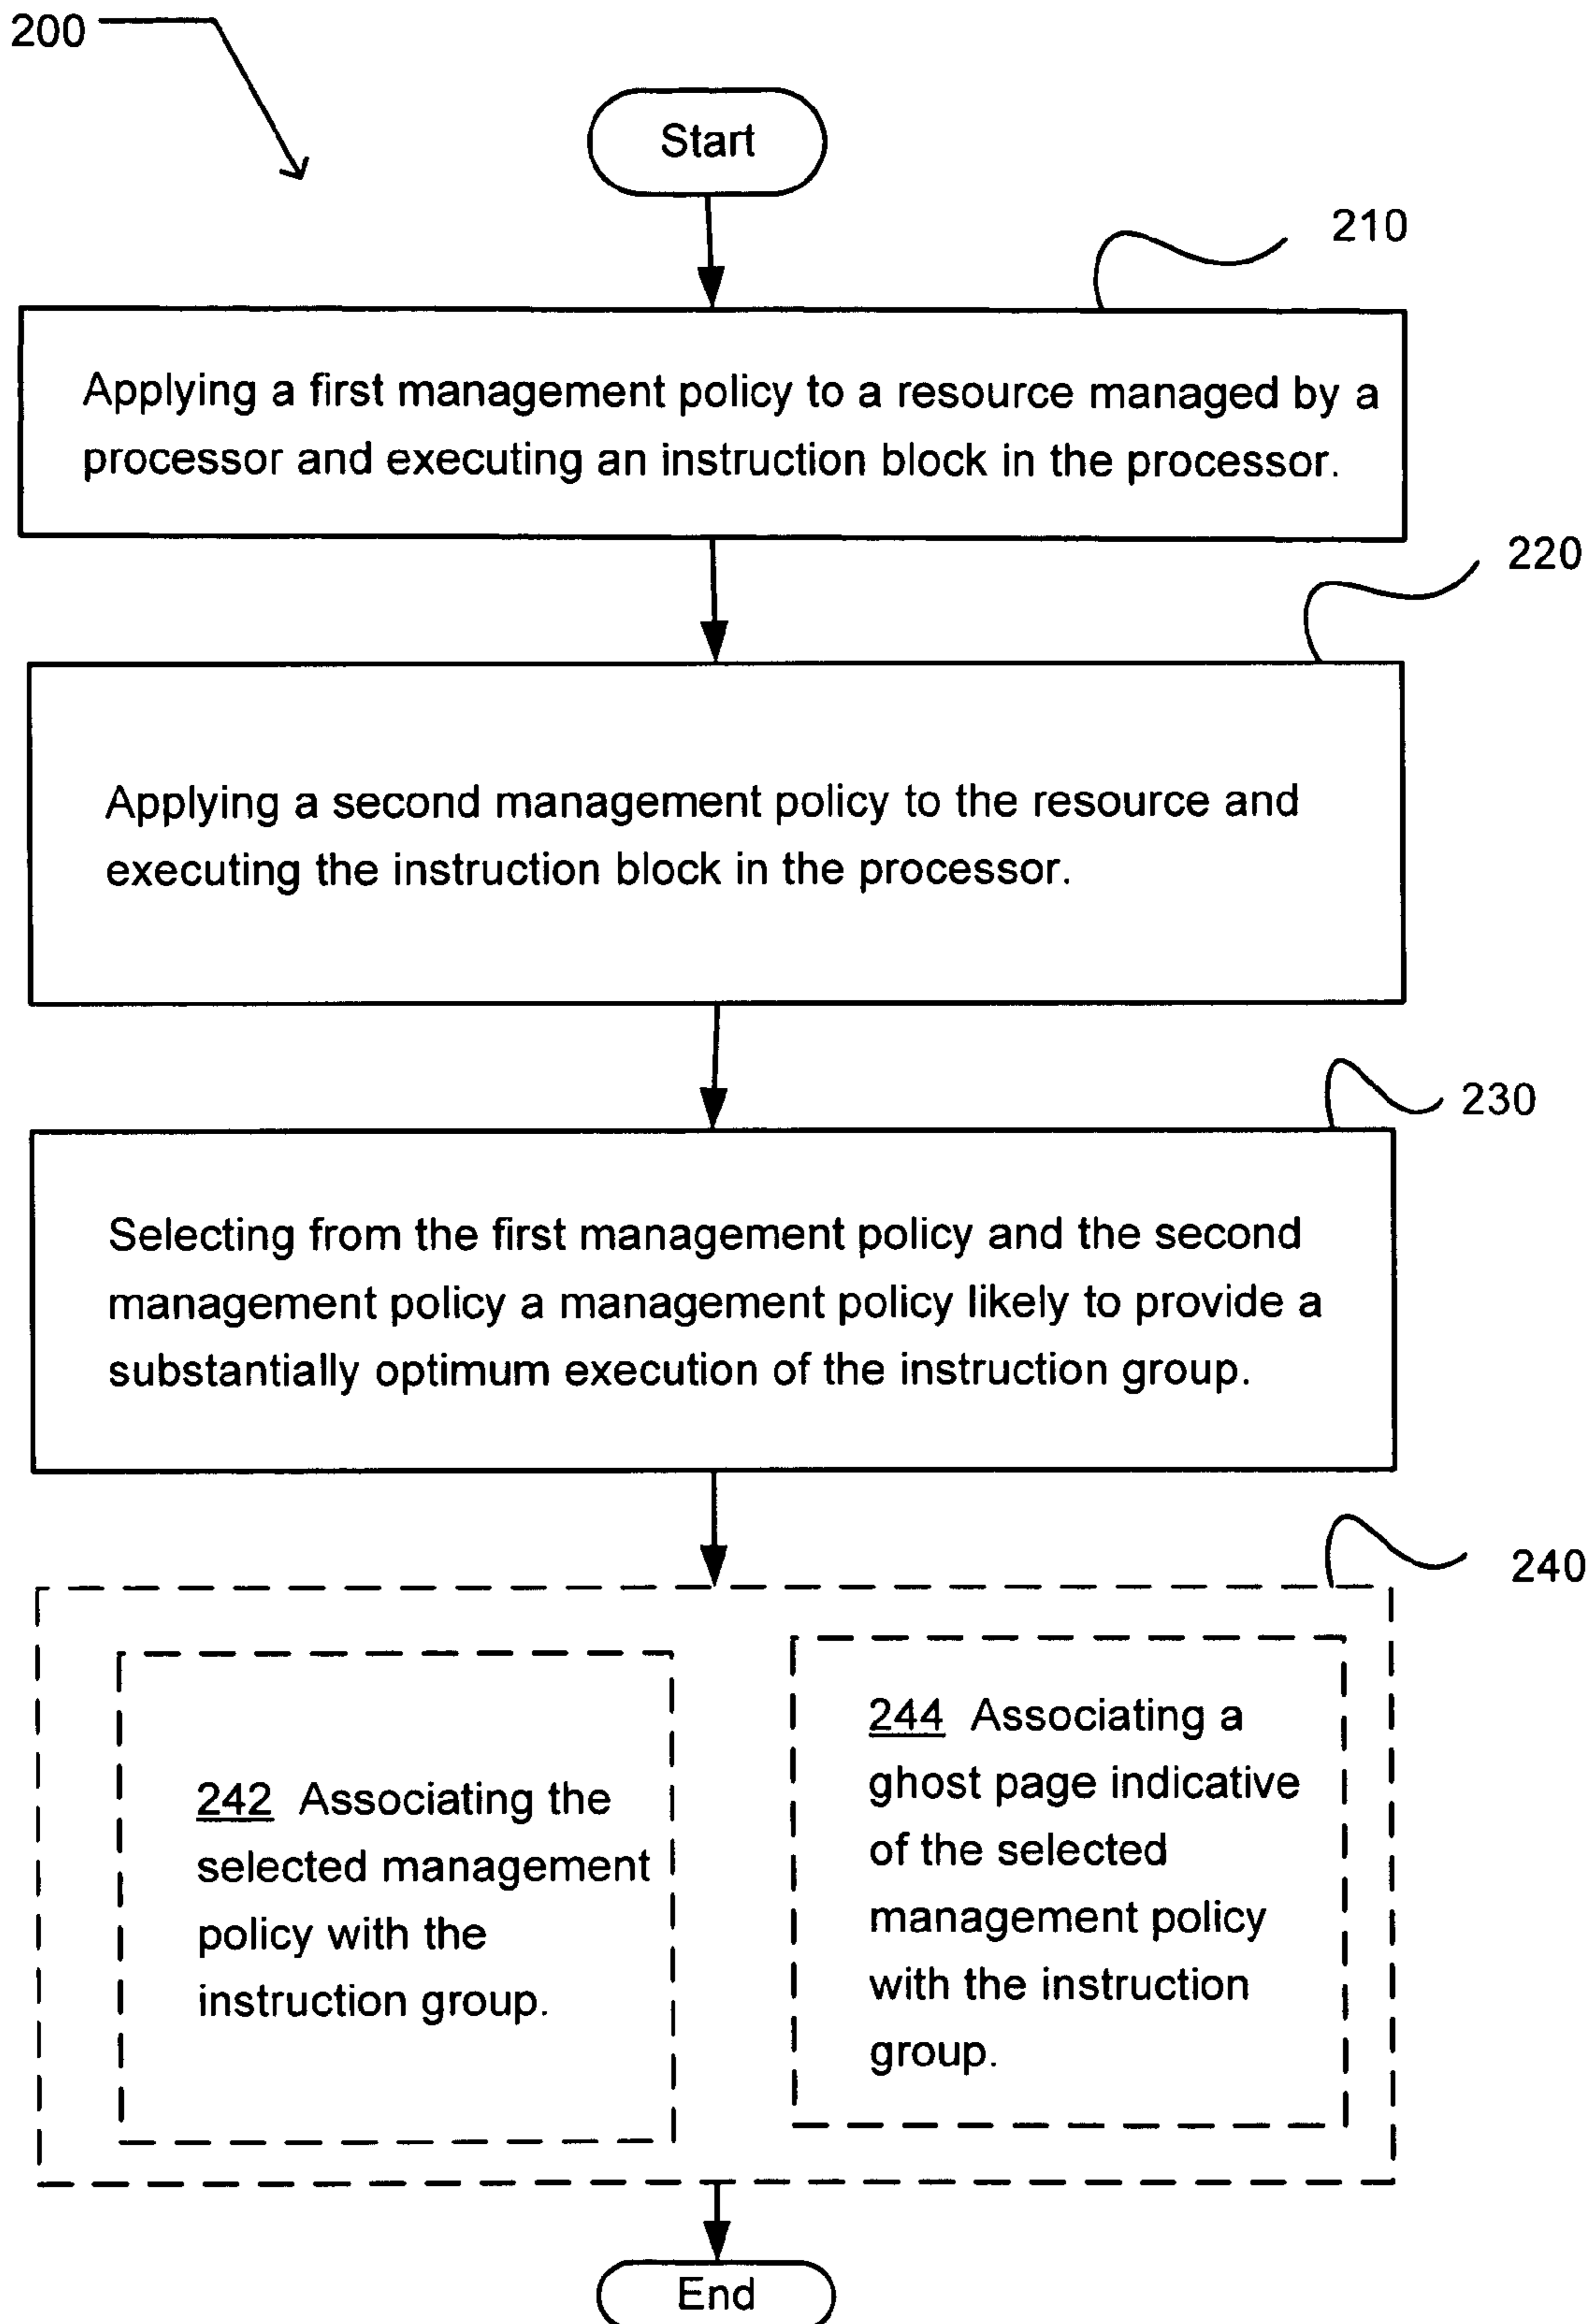 200
Start
210
Applying a first management policy to a resource managed by a
processor and executing an instruction block in the processor.
220
Applying a second management policy to the resource and
executing the instruction block in the processor.
230
Selecting from the first management policy and the second
management policy a management policy likely to provide a
substantially optimum execution of the instruction group.
240
242 Associating the
selected management
policy with the
instruction group.
244 Associating a
ghost page indicative
of the selected
management policy
with the instruction
group.
End